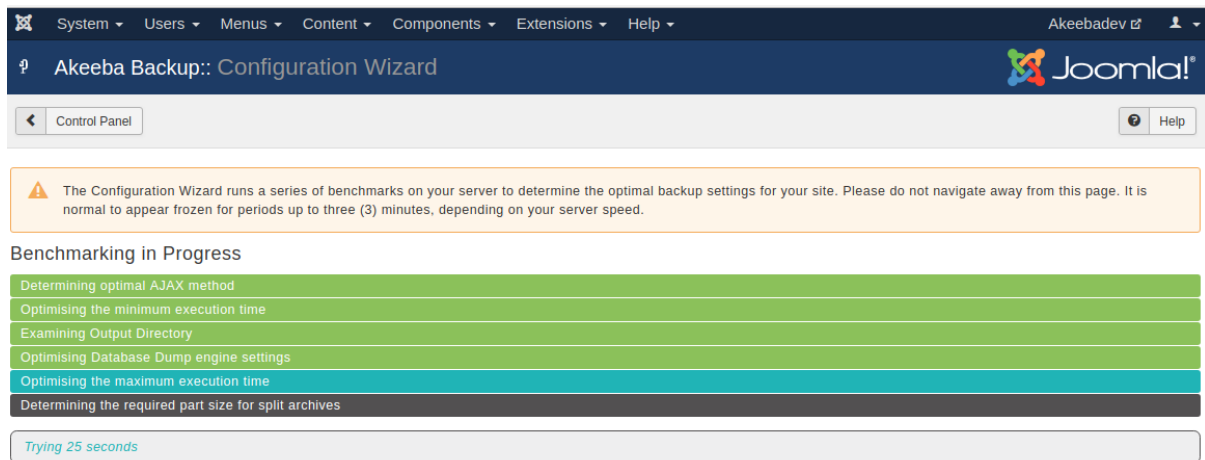 System Users Menus Content Components Extensions Help Akeebadev
Akeeba Backup:: Configuration Wizard Joomla!®
Control Panel Help
The Configuration Wizard runs a series of benchmarks on your server to determine the optimal backup settings for your site. Please do not navigate away from this page. It is
normal to appear frozen for periods up to three (3) minutes, depending on your server speed.
Benchmarking in Progress
Determining optimal AJAX method
Optimising the minimum execution time
Examining Output Directory
Optimising Database Dump engine settings
Optimising the maximum execution time
Determining the required part size for split archives
Trying 25 seconds